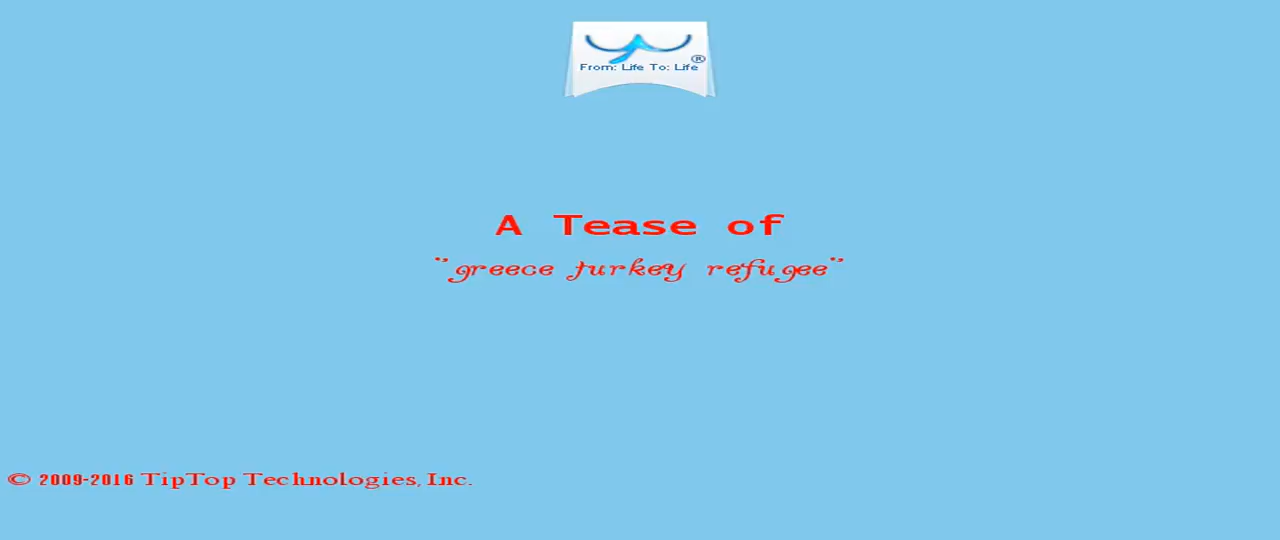 From: Life To: Life ®
A Tease of
"greece turkey refugee"
© 2009-2016 TipTop Technologies, Inc.